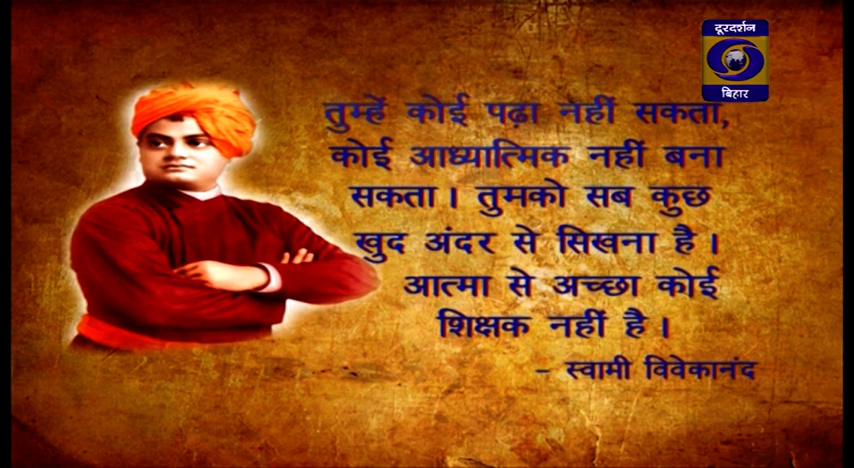 दूरदर्शन
बिहार
तुम्हें कोई पढ़ा नहीं सकता,
कोई आध्यात्मिक नहीं बना
सकता। तुमको सब कुछ
खुद अंदर से सिखना है।
आत्मा से अच्छा कोई
शिक्षक नहीं है।
- स्वामी विवेकानंद